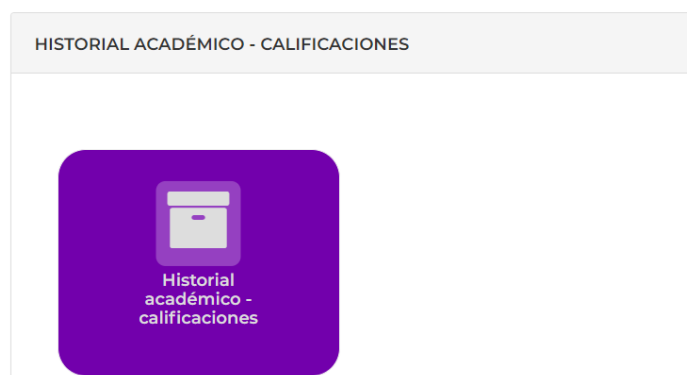 HISTORIAL ACADÉMICO - CALIFICACIONES
Historial
académico -
calificaciones